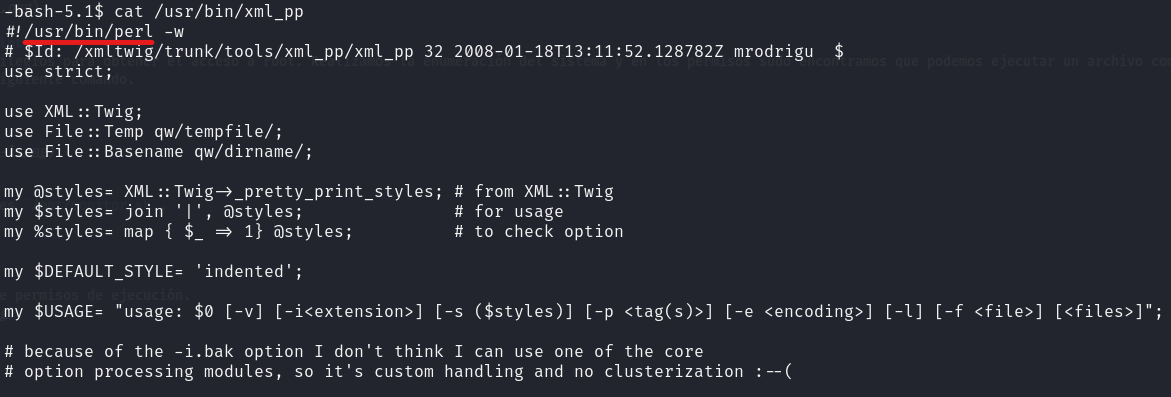 -bash-5.1$ cat /usr/bin/xml_pp
#!/usr/bin/perl -w
# $Id: /xmltwig/trunk/tools/xml_pp/xml_pp 32 2008-01-18T13:11:52.128782Z mrodrigu  $
use strict;
use XML::Twig;
use File::Temp qw/tempfile/;
use File::Basename qw/dirname/;
my @styles= XML::Twig->_pretty_print_styles; # from XML::Twig
my $styles= join '|', @styles;               # for usage
my %styles= map { $_ => 1} @styles;          # to check option
my $DEFAULT_STYLE= 'indented';
e permisos de ejecución.
my $USAGE= "usage: $0 [-v] [-i<extension>] [-s ($styles)] [-p <tag(s)>] [-e <encoding>] [-l] [-f <file>] [<files>]";
# because of the -i.bak option I don't think I can use one of the core
# option processing modules, so it's custom handling and no clusterization :--(